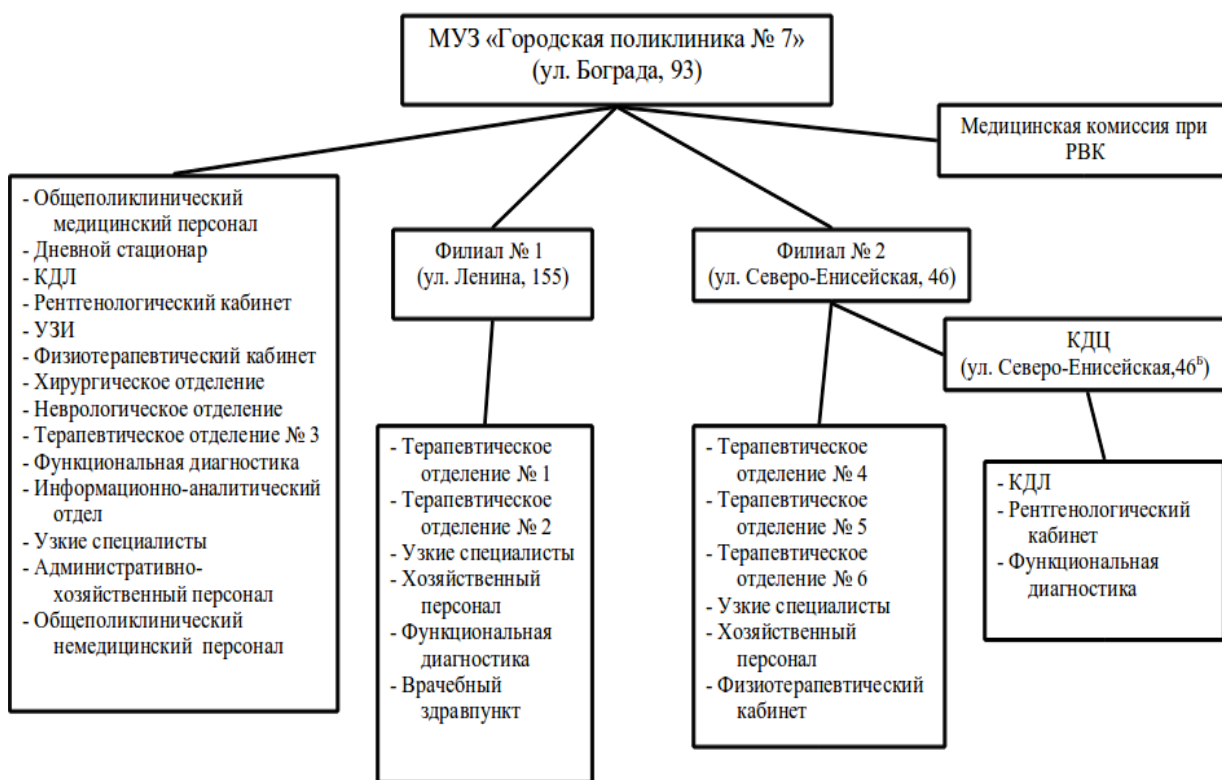 МУЗ «Городская поликлиника № 7»
(ул. Бограда, 93)
Медицинская комиссия при
РВК
- Общеполиклинический
медицинский персонал
- Дневной стационар
- КДЛ
- Рентгенологический кабинет
- УЗИ
- Физиотерапевтический кабинет
- Хирургическое отделение
- Неврологическое отделение
- Терапевтическое отделение № 3
- Функциональная диагностика
- Информационно-аналитический
отдел
- Узкие специалисты
- Административно-
хозяйственный персонал
- Общеполиклинический
немедицинский персонал
Филиал № 1
(ул. Ленина, 155)
- Терапевтическое
отделение № 1
- Терапевтическое
отделение № 2
- Узкие специалисты
- Хозяйственный
персонал
- Функциональная
диагностика
- Врачебный
здравпункт
Филиал № 2
(ул. Северо-Енисейская, 46)
- Терапевтическое
отделение № 4
- Терапевтическое
отделение № 5
- Терапевтическое
отделение № 6
- Узкие специалисты
- Хозяйственный
персонал
- Физиотерапевтический
кабинет
КДЦ
(ул. Северо-Енисейская,46ᴮ)
- КДЛ
- Рентгенологический
кабинет
- Функциональная
диагностика